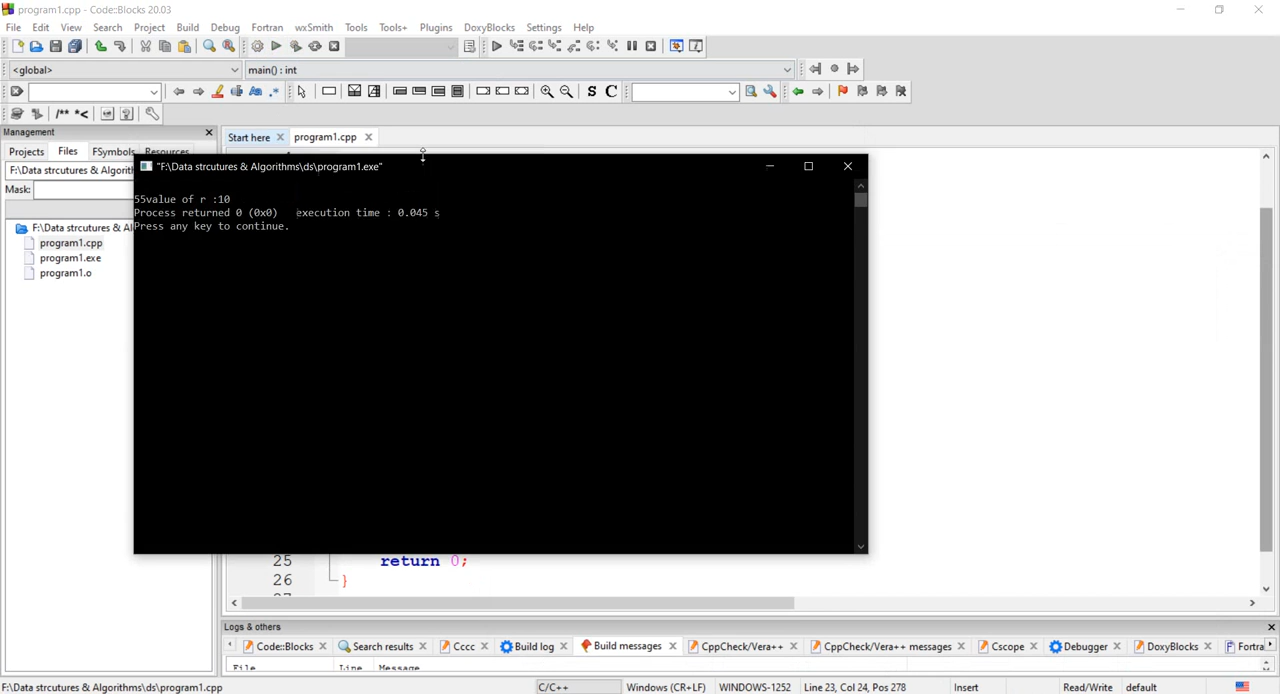 program1.cpp - Code::Blocks 20.03
File Edit View Search Project Build Debug Fortran wxSmith Tools Tools+ Plugins DoxyBlocks Settings Help
<global> main() : int
S C
/** *<
Management
Projects Files FSymbols Resources
Start here program1.cpp
F:\Data strcutures & Algorith
Mask:
"F:\Data strcutures & Algorithms\ds\program1.exe"
55value of r :10
Process returned 0 (0x0) execution time : 0.045 s
Press any key to continue.
F:\Data strcutures & Al
program1.cpp
program1.exe
program1.o
25 return 0;
26 }
Logs & others
Code::Blocks Search results Cccc Build log Build messages CppCheck/Vera++ CppCheck/Vera++ messages Cscope Debugger DoxyBlocks Fortra
File Line Message
F:\Data strcutures & Algorithms\ds\program1.cpp C/C++ Windows (CR+LF) WINDOWS-1252 Line 23, Col 24, Pos 278 Insert Read/Write default